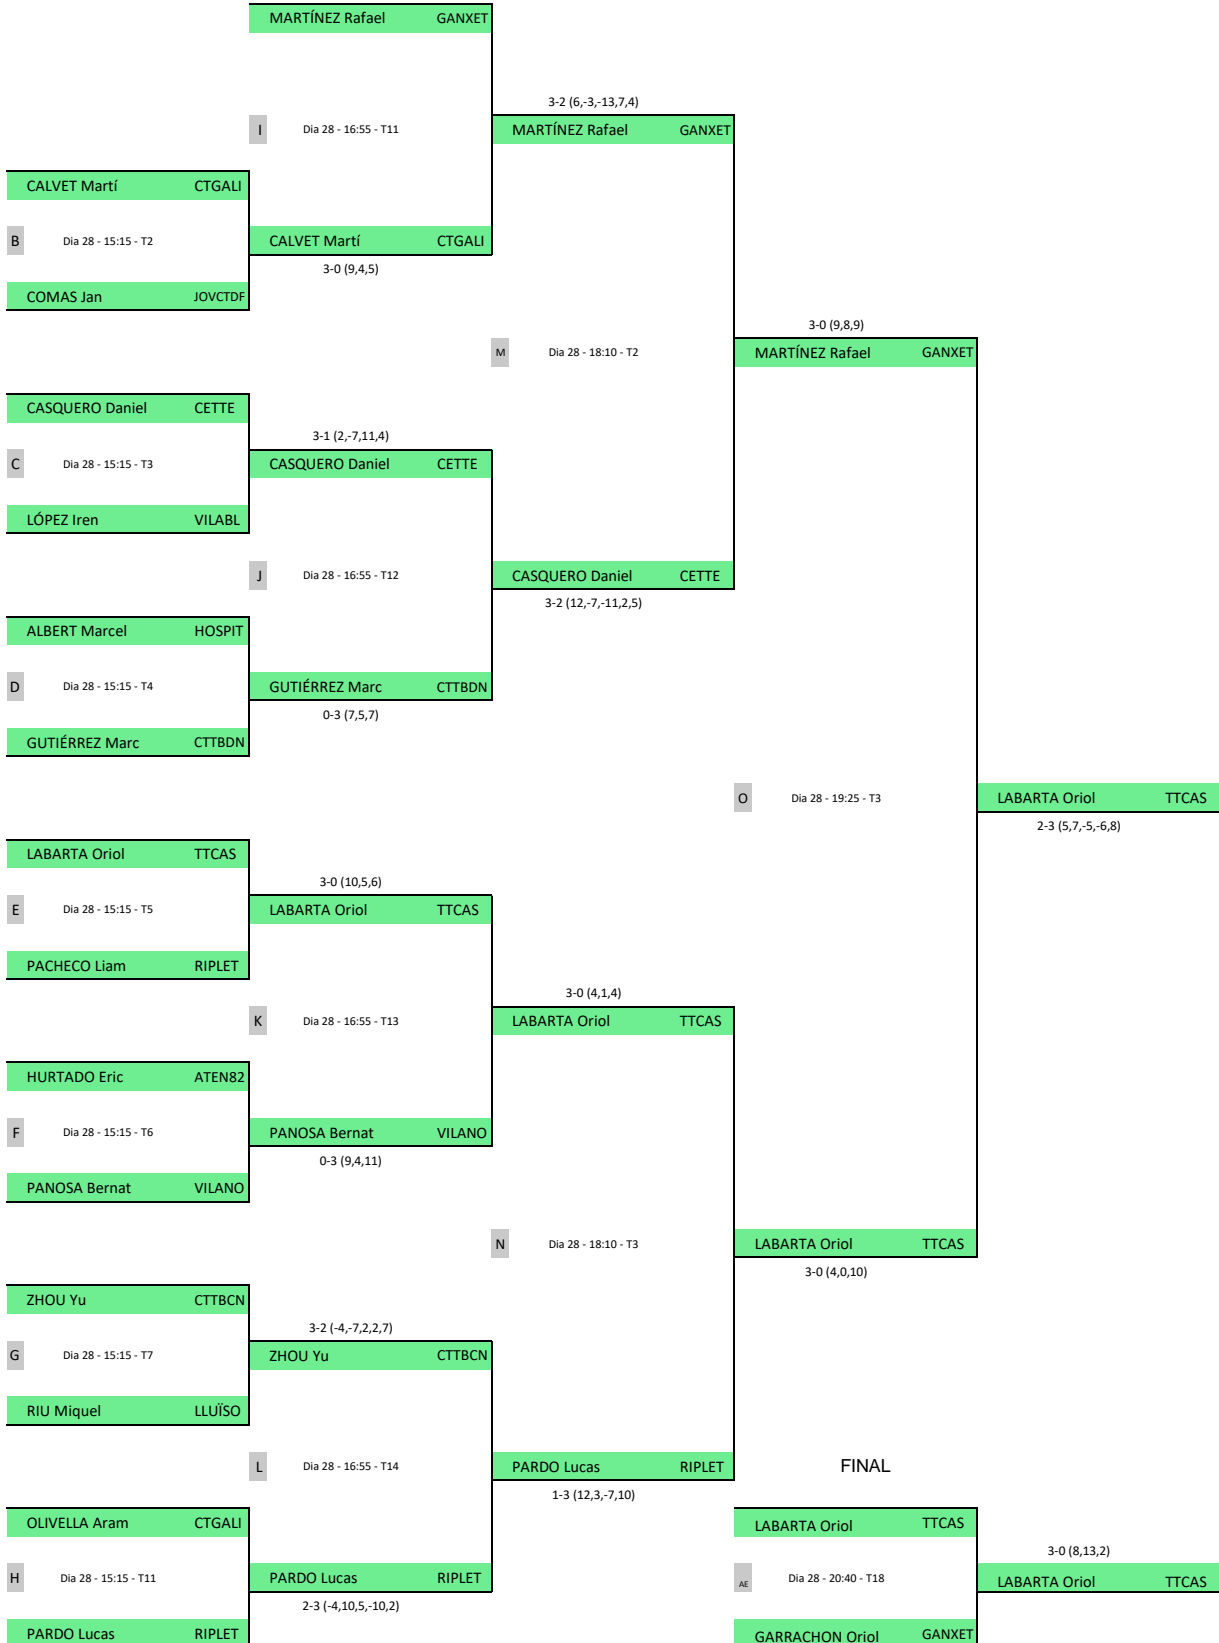 MARTÍNEZ Rafael GANXET
3-2 (6,-3,-13,7,4)
I Dia 28 - 16:55 - T11 MARTÍNEZ Rafael GANXET
CALVET Martí CTGALI
B Dia 28 - 15:15 - T2 CALVET Martí CTGALI
3-0 (9,4,5)
COMAS Jan JOVCTDF
3-0 (9,8,9)
M Dia 28 - 18:10 - T2 MARTÍNEZ Rafael GANXET
CASQUERO Daniel CETTE
3-1 (2,-7,11,4)
C Dia 28 - 15:15 - T3 CASQUERO Daniel CETTE
LÓPEZ Iren VILABL
J Dia 28 - 16:55 - T12 CASQUERO Daniel CETTE
3-2 (12,-7,-11,2,5)
ALBERT Marcel HOSPIT
D Dia 28 - 15:15 - T4 GUTIÉRREZ Marc CTTBDN
0-3 (7,5,7)
GUTIÉRREZ Marc CTTBDN
O Dia 28 - 19:25 - T3 LABARTA Oriol TTCAS
2-3 (5,7,-5,-6,8)
LABARTA Oriol TTCAS
3-0 (10,5,6)
E Dia 28 - 15:15 - T5 LABARTA Oriol TTCAS
PACHECO Liam RIPLET
3-0 (4,1,4)
K Dia 28 - 16:55 - T13 LABARTA Oriol TTCAS
HURTADO Eric ATEN82
F Dia 28 - 15:15 - T6 PANOSA Bernat VILANO
0-3 (9,4,11)
PANOSA Bernat VILANO
N Dia 28 - 18:10 - T3 LABARTA Oriol TTCAS
3-0 (4,0,10)
ZHOU Yu CTTBCN
3-2 (-4,-7,2,2,7)
G Dia 28 - 15:15 - T7 ZHOU Yu CTTBCN
RIU Miquel LLUÏSO
L Dia 28 - 16:55 - T14 PARDO Lucas RIPLET FINAL
1-3 (12,3,-7,10)
OLIVELLA Aram CTGALI LABARTA Oriol TTCAS
3-0 (8,13,2)
H Dia 28 - 15:15 - T11 PARDO Lucas RIPLET AE Dia 28 - 20:40 - T18 LABARTA Oriol TTCAS
2-3 (-4,10,5,-10,2)
PARDO Lucas RIPLET GARRACHON Oriol GANXET